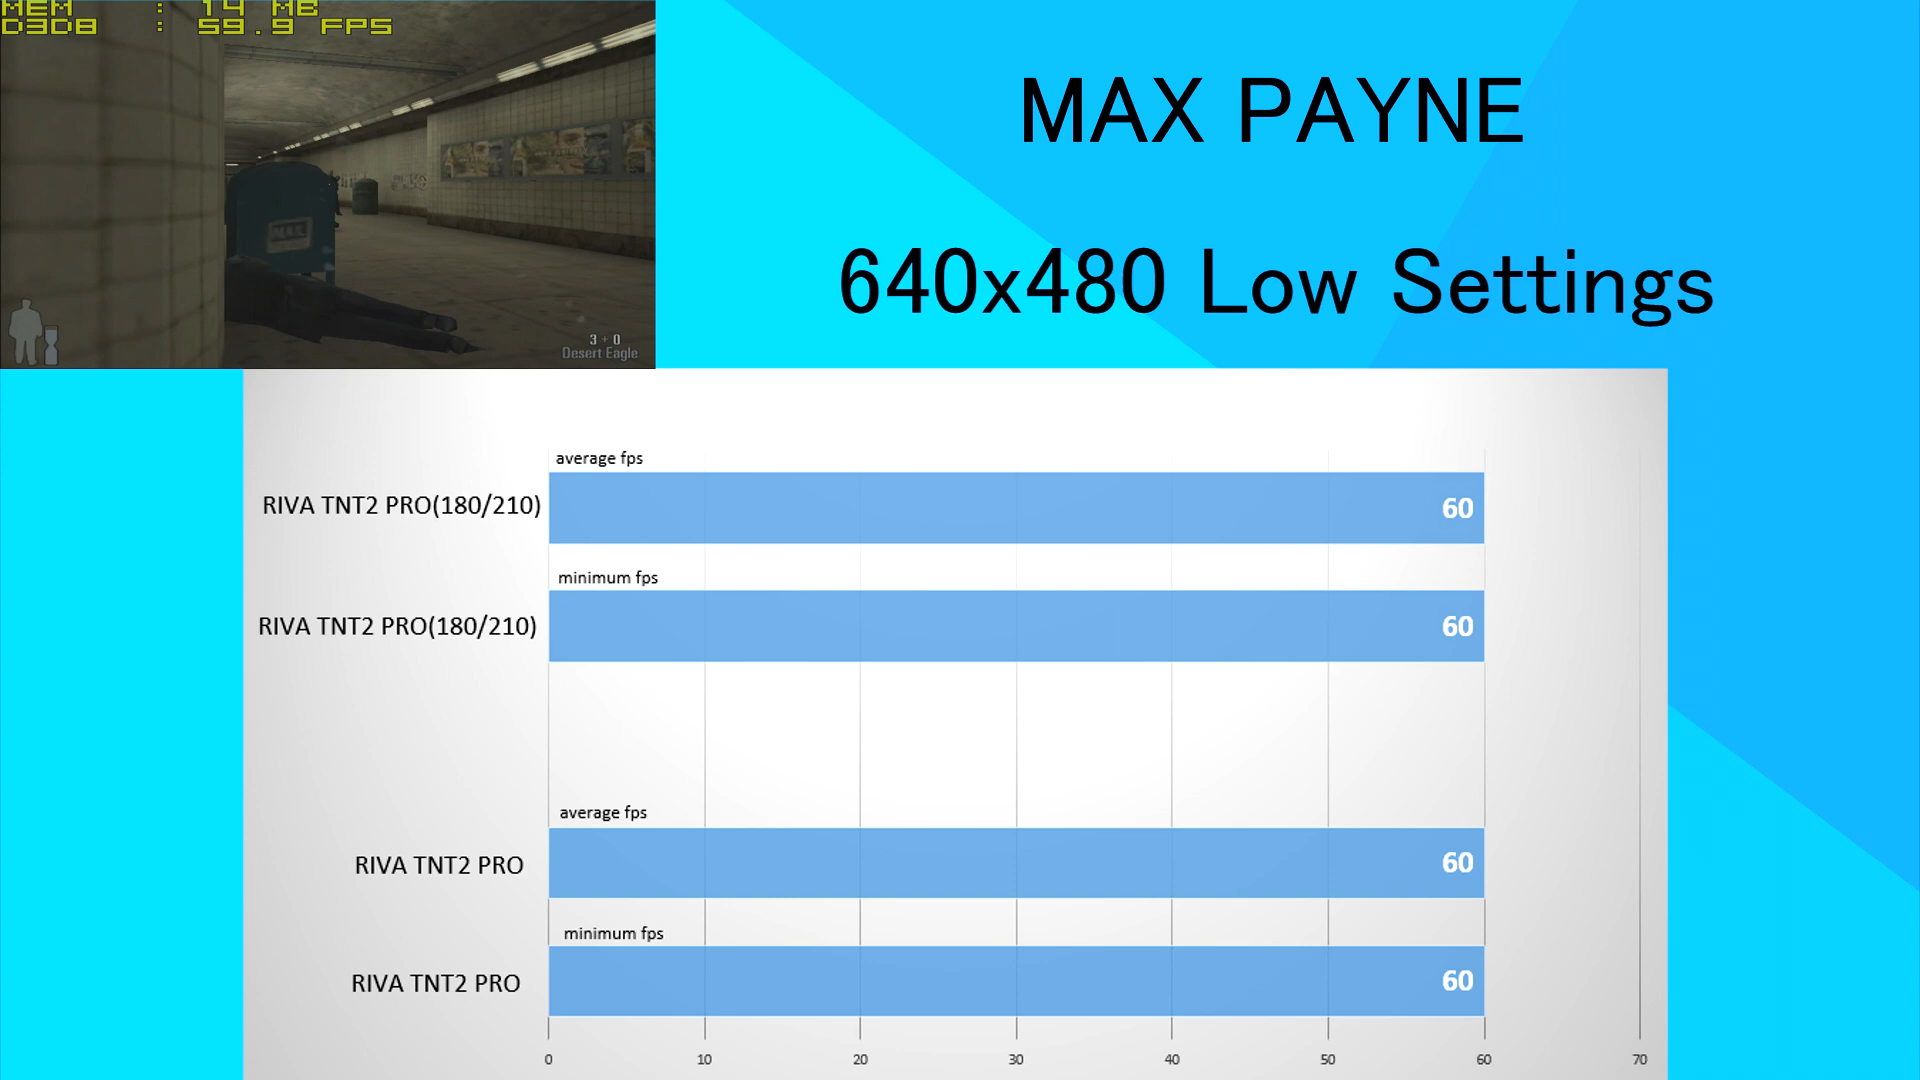 MEM : 14 MB
D3D8 : 59.9 FPS
3 + 0
Desert Eagle
MAX PAYNE
640x480 Low Settings
average fps
RIVA TNT2 PRO(180/210)
60
minimum fps
RIVA TNT2 PRO(180/210)
60
average fps
RIVA TNT2 PRO
60
minimum fps
RIVA TNT2 PRO
60
0 10 20 30 40 50 60 70